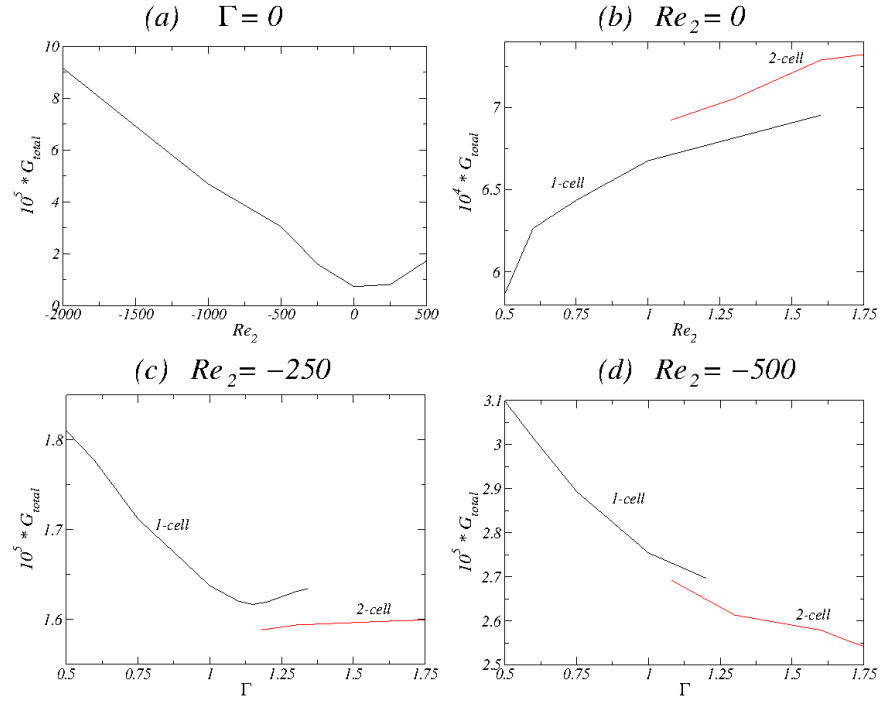 (a) Γ = 0
10
8
6
4
2
0
10^5 * G_total
-2000 -1500 -1000 -500 0 500
Re_2
(b) Re_2 = 0
7
6.5
6
10^4 * G_total
2-cell
1-cell
0.5 0.75 1 1.25 1.5 1.75
Re_2
(c) Re_2 = −250
1.8
1.7
1.6
10^5 * G_total
1-cell
2-cell
0.5 0.75 1 1.25 1.5 1.75
Γ
(d) Re_2 = −500
3.1
3
2.9
2.8
2.7
2.6
2.5
10^5 * G_total
1-cell
2-cell
0.5 0.75 1 1.25 1.5 1.75
Γ